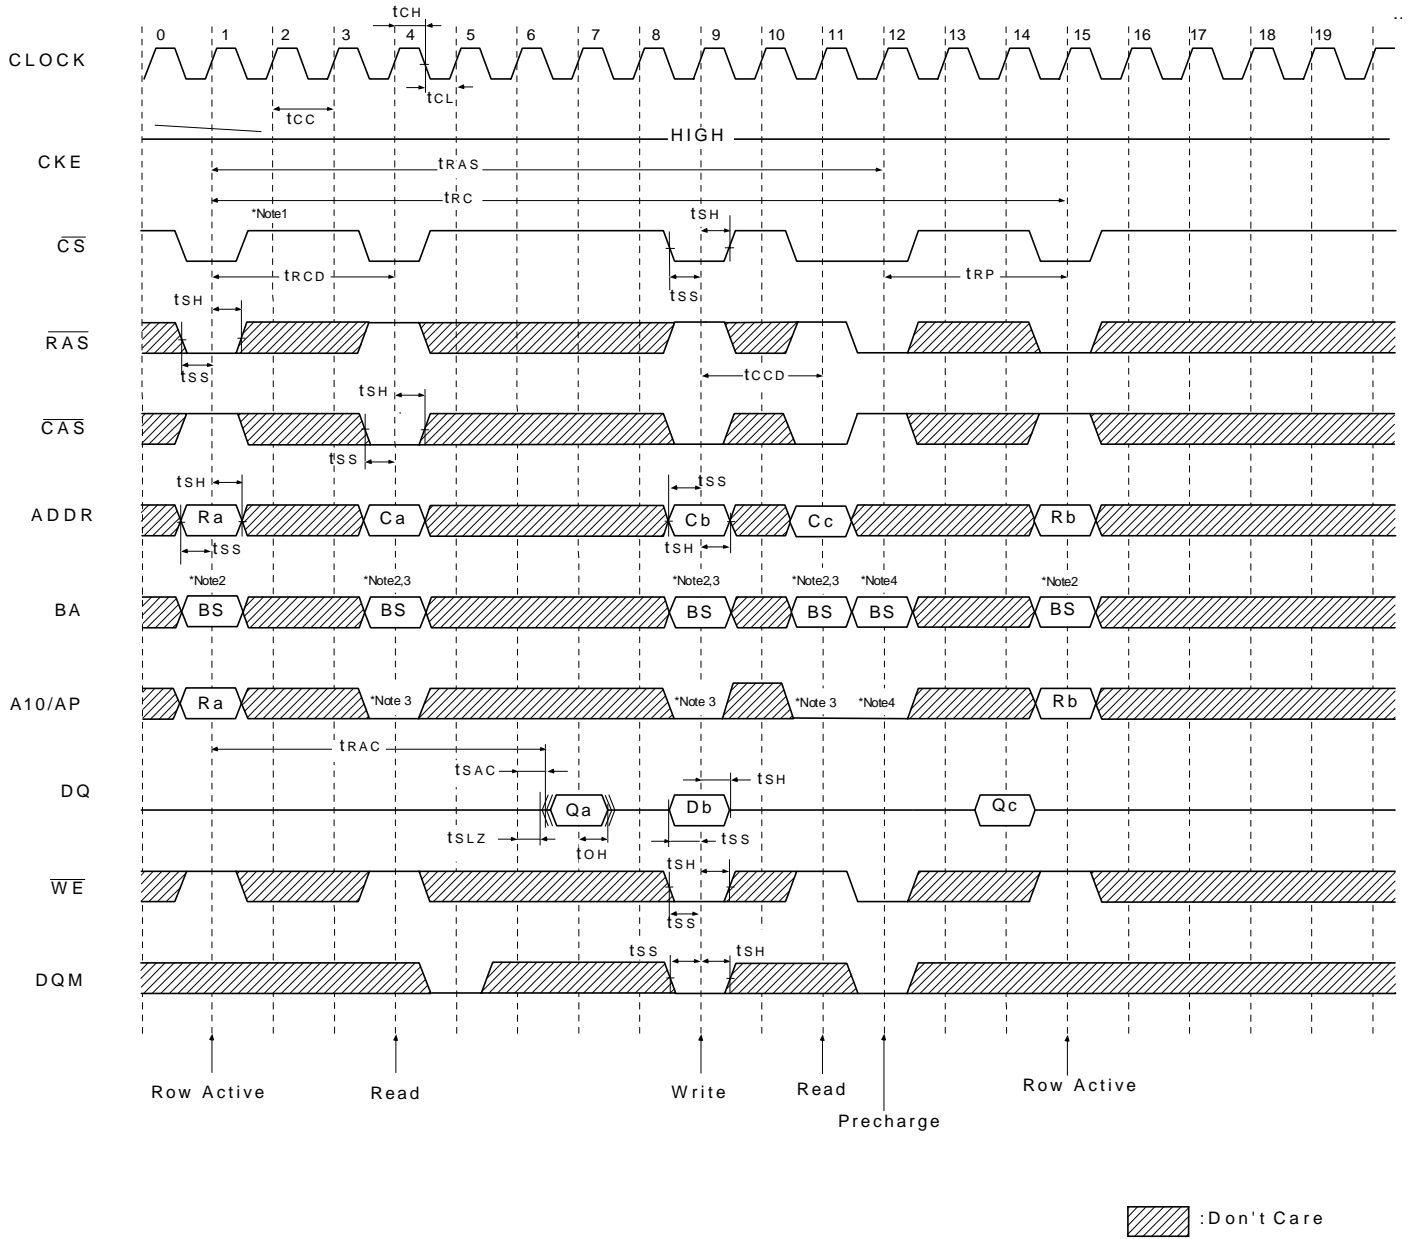 ..
tCH
0 1 2 3 4 5 6 7 8 9 10 11 12 13 14 15 16 17 18 19
CLOCK
tCL
tCC
HIGH
CKE
tRAS
tRC
*Note1
tSH
CS
tRCD
tRP
tSS
tSH
RAS
tSS
tCCD
tSH
CAS
tSS
tSH
tSS
ADDR
Ra Ca Cb Cc Rb
tSS
tSH
*Note2 *Note2,3 *Note2,3 *Note2,3 *Note4 *Note2
BA
BS BS BS BS BS BS
A10/AP
Ra *Note 3 *Note 3 *Note 3 *Note4 Rb
tRAC
tSAC
tSH
DQ
Qa Db Qc
tSLZ
tOH
tSS
tSH
WE
tSS
tSS
tSH
DQM
Row Active Read Write Read Row Active
Precharge
:Don't Care